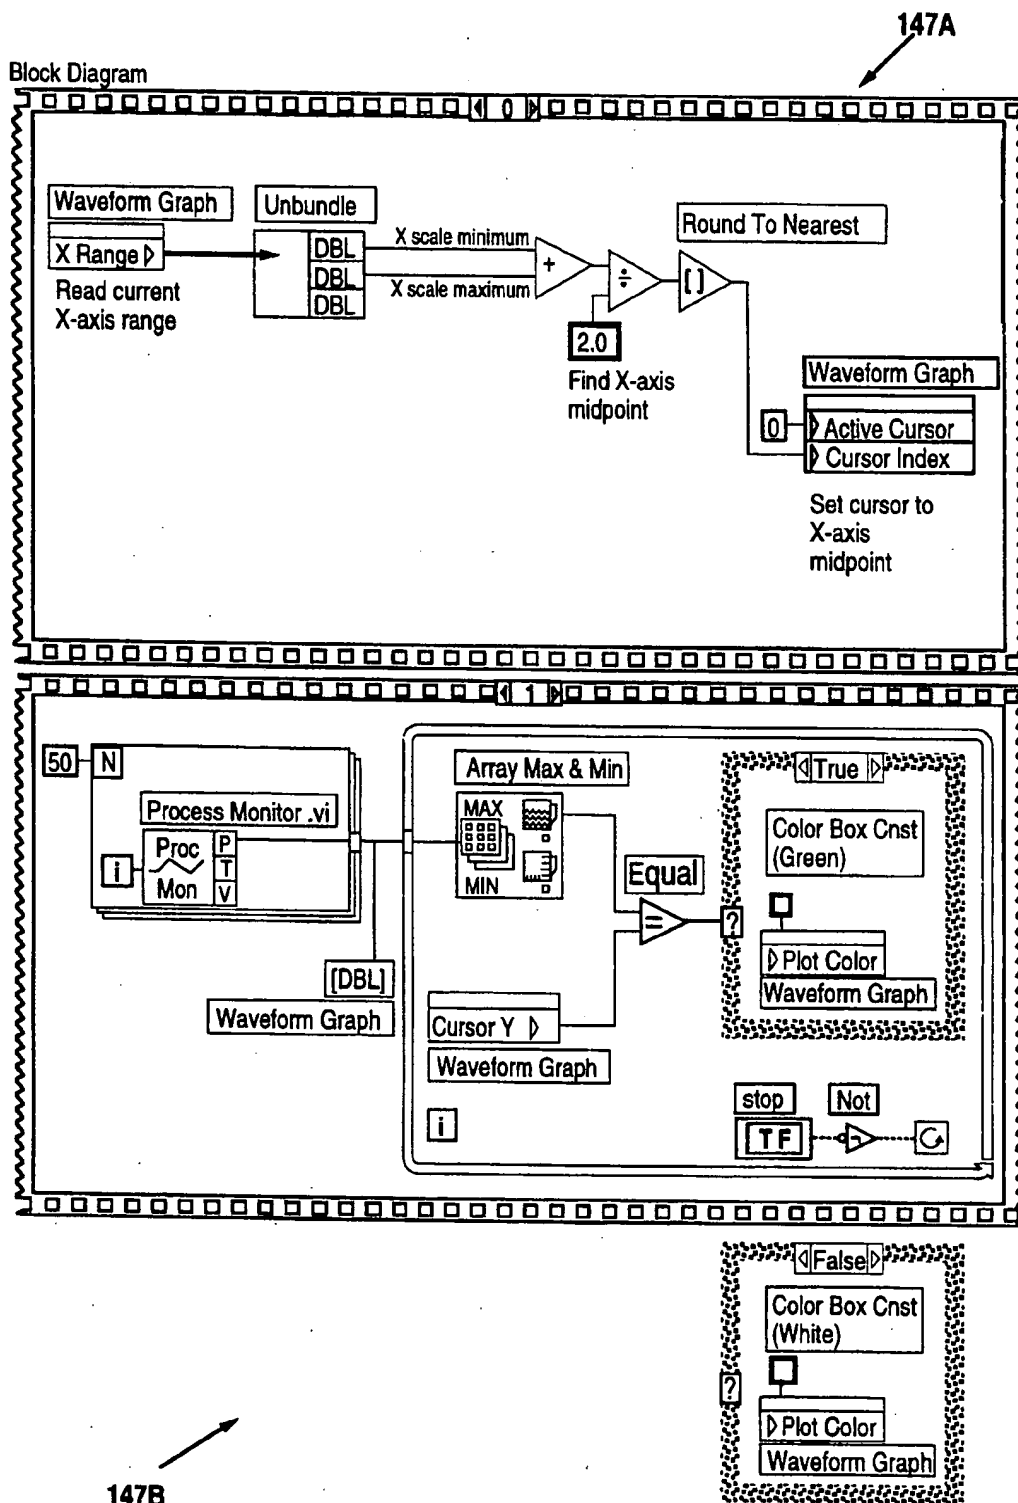 147A
Block Diagram
0
Waveform Graph
Unbundle
Round To Nearest
X Range
DBL
DBL
DBL
X scale minimum
X scale maximum
+
÷
[ ]
Read current
X-axis range
2.0
Find X-axis
midpoint
Waveform Graph
0
Active Cursor
Cursor Index
Set cursor to
X-axis
midpoint
1
50
N
Array Max & Min
True
Process Monitor .vi
MAX
MIN
Color Box Cnst
(Green)
i
Proc
Mon
P
T
V
Equal
=
?
Plot Color
Waveform Graph
[DBL]
Waveform Graph
Cursor Y
Waveform Graph
i
stop
Not
TF
False
Color Box Cnst
(White)
?
Plot Color
Waveform Graph
147B